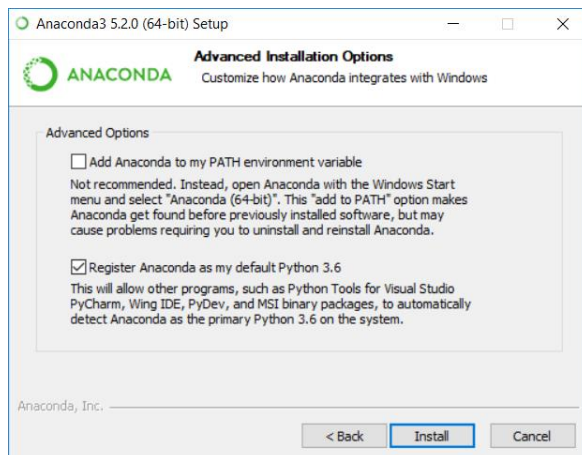 Anaconda3 5.2.0 (64-bit) Setup
ANACONDA
Advanced Installation Options
Customize how Anaconda integrates with Windows
Advanced Options
Add Anaconda to my PATH environment variable
Not recommended. Instead, open Anaconda with the Windows Start
menu and select "Anaconda (64-bit)". This "add to PATH" option makes
Anaconda get found before previously installed software, but may
cause problems requiring you to uninstall and reinstall Anaconda.
Register Anaconda as my default Python 3.6
This will allow other programs, such as Python Tools for Visual Studio
PyCharm, Wing IDE, PyDev, and MSI binary packages, to automatically
detect Anaconda as the primary Python 3.6 on the system.
Anaconda, Inc.
< Back Install Cancel